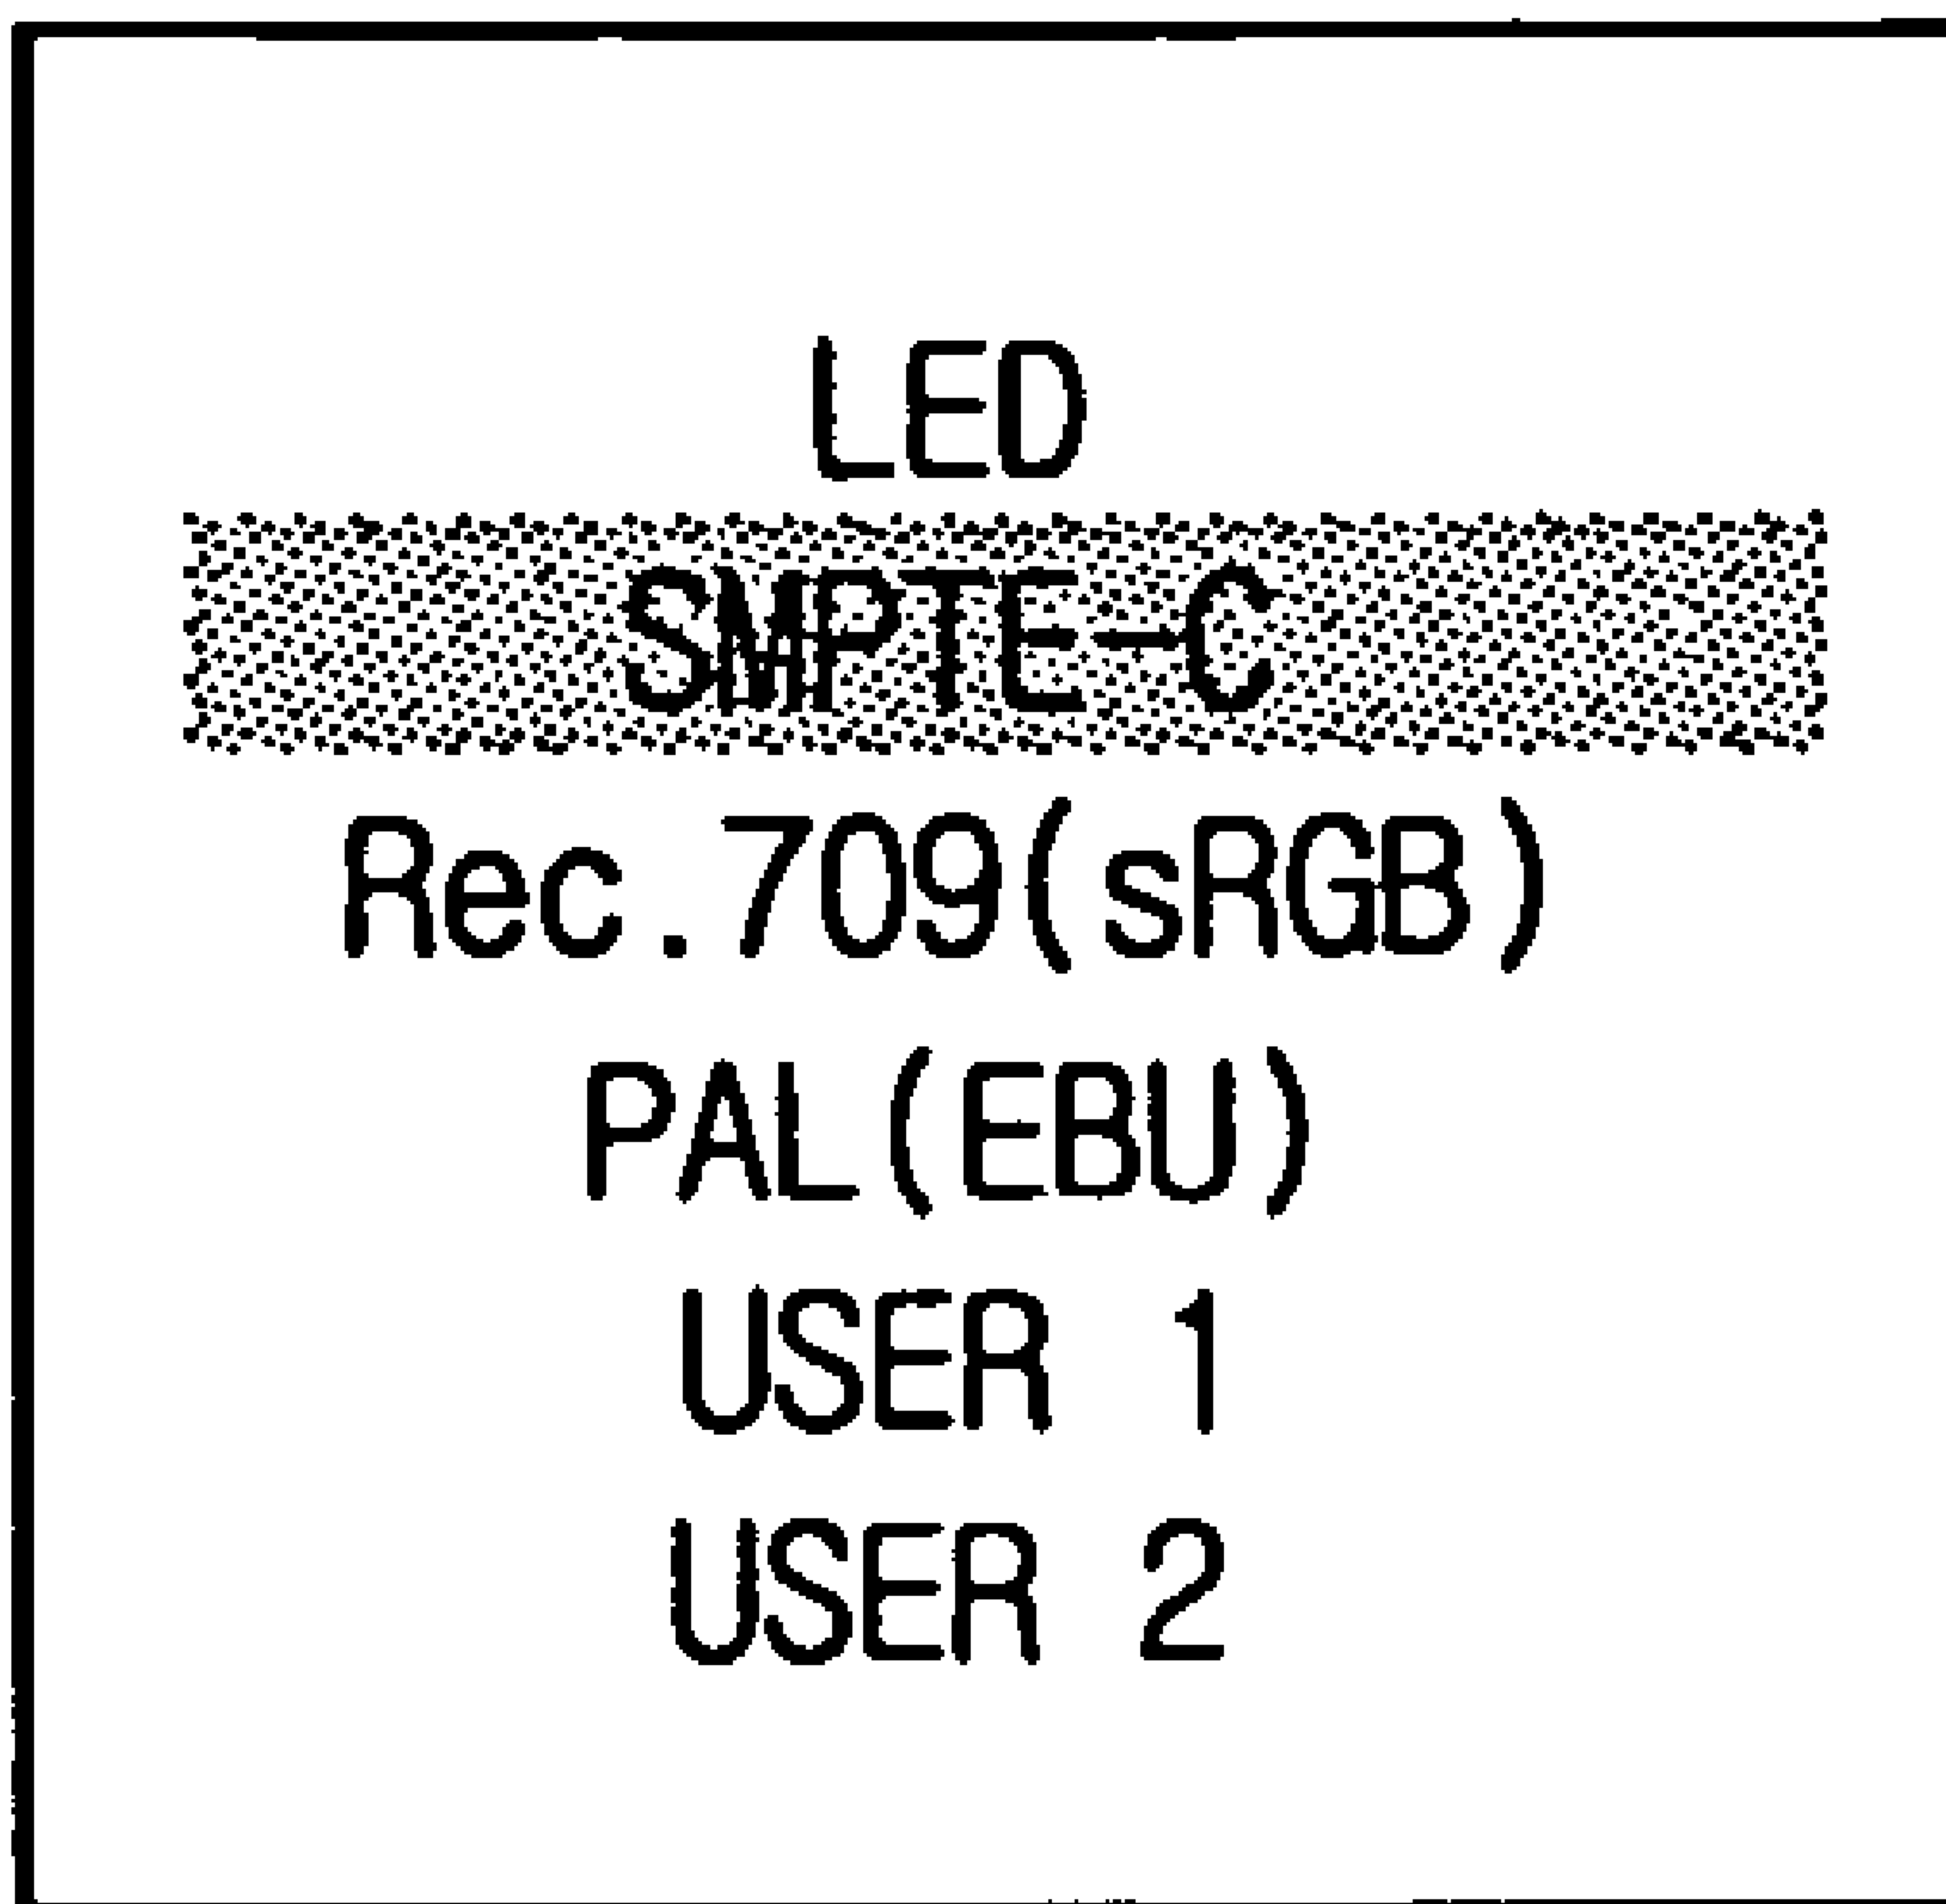 LED
SMPTE-C
Rec.709(sRGB)
PAL(EBU)
USER 1
USER 2